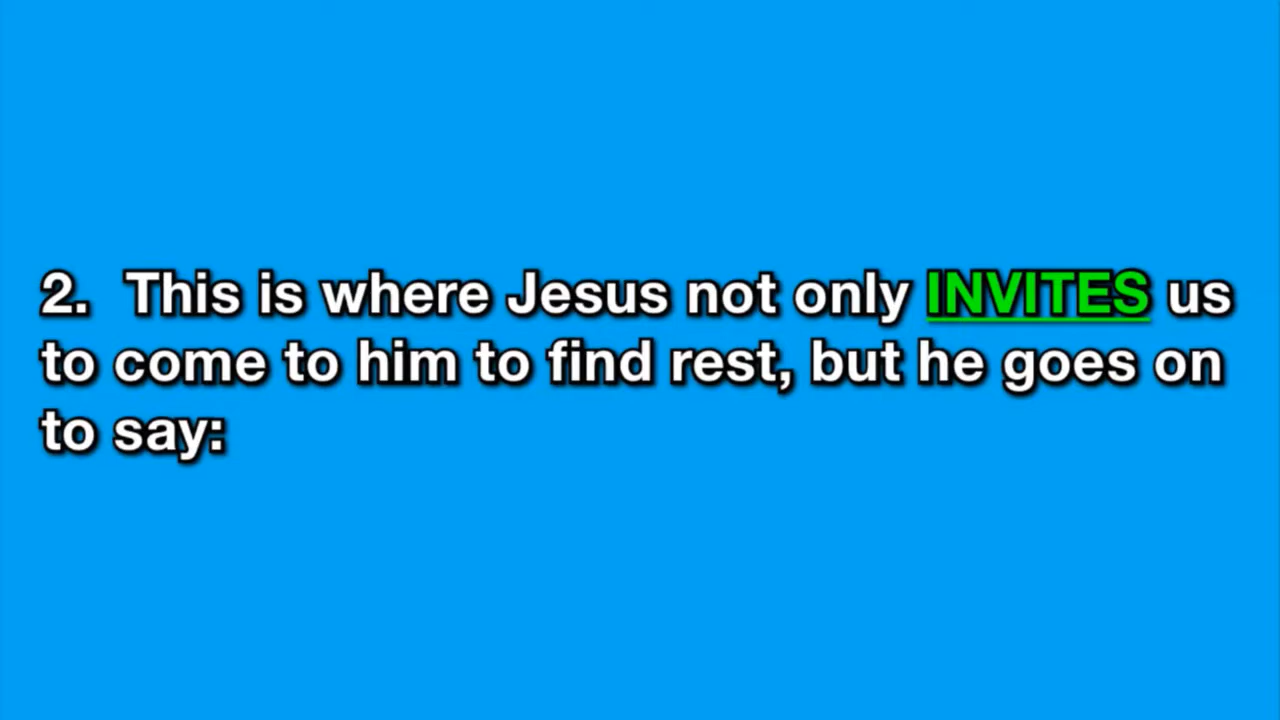 2. This is where Jesus not only INVITES us
to come to him to find rest, but he goes on
to say: